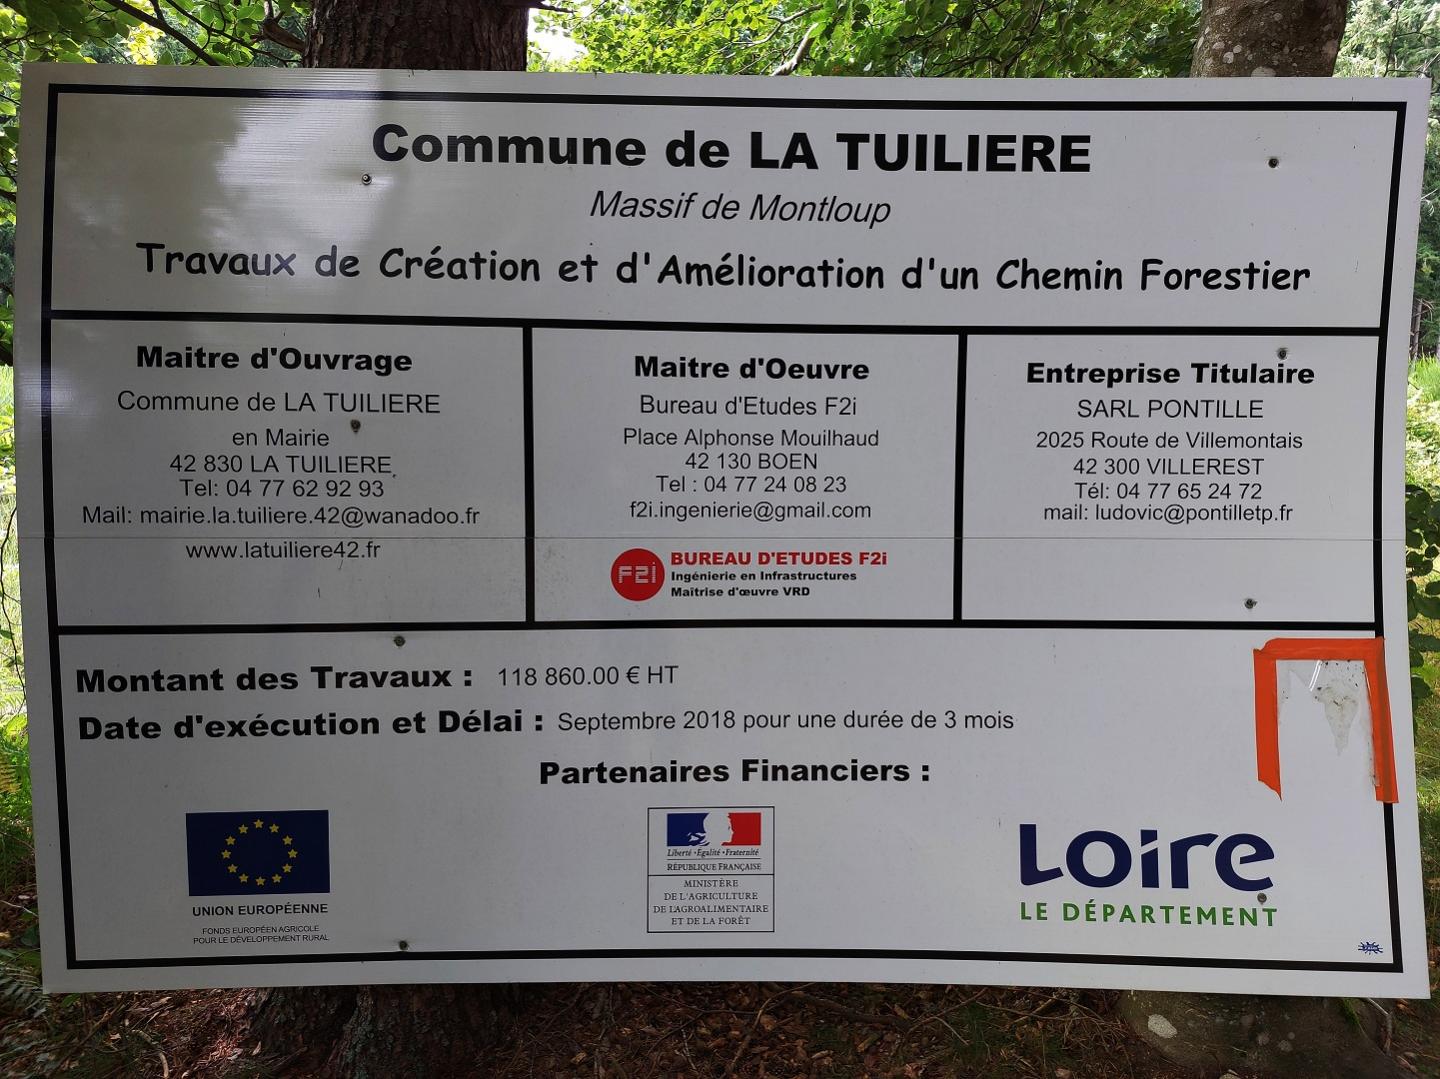 Commune de LA TUILIERE
Massif de Montloup
Travaux de Création et d'Amélioration d'un Chemin Forestier
Maitre d'Ouvrage
Commune de LA TUILIERE
en Mairie
42 830 LA TUILIERE
Tel: 04 77 62 92 93
Mail: mairie.la.tuiliere.42@wanadoo.fr
www.latuiliere42.fr
Maitre d'Oeuvre
Bureau d'Etudes F2i
Place Alphonse Mouilhaud
42 130 BOEN
Tel : 04 77 24 08 23
f2i.ingenierie@gmail.com
F2i
BUREAU D'ETUDES F2i
Ingénierie en Infrastructures
Maîtrise d'œuvre VRD
Entreprise Titulaire
SARL PONTILLE
2025 Route de Villemontais
42 300 VILLEREST
Tél: 04 77 65 24 72
mail: ludovic@pontilletp.fr
Montant des Travaux : 118 860.00 € HT
Date d'exécution et Délai : Septembre 2018 pour une durée de 3 mois
Partenaires Financiers :
UNION EUROPÉENNE
FONDS EUROPÉEN AGRICOLE
POUR LE DÉVELOPPEMENT RURAL
Liberté • Égalité • Fraternité
RÉPUBLIQUE FRANÇAISE
MINISTÈRE
DE L'AGRICULTURE
DE L'AGROALIMENTAIRE
ET DE LA FORÊT
Loire
LE DÉPARTEMENT